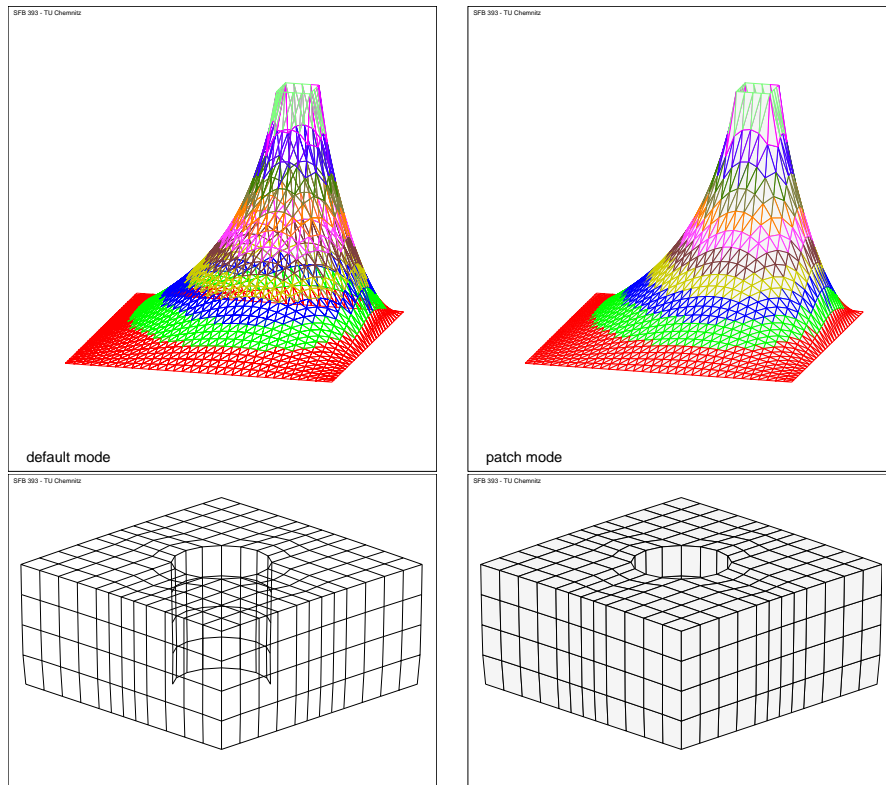 SFB 393 - TU Chemnitz
SFB 393 - TU Chemnitz
default mode
patch mode
SFB 393 - TU Chemnitz
SFB 393 - TU Chemnitz